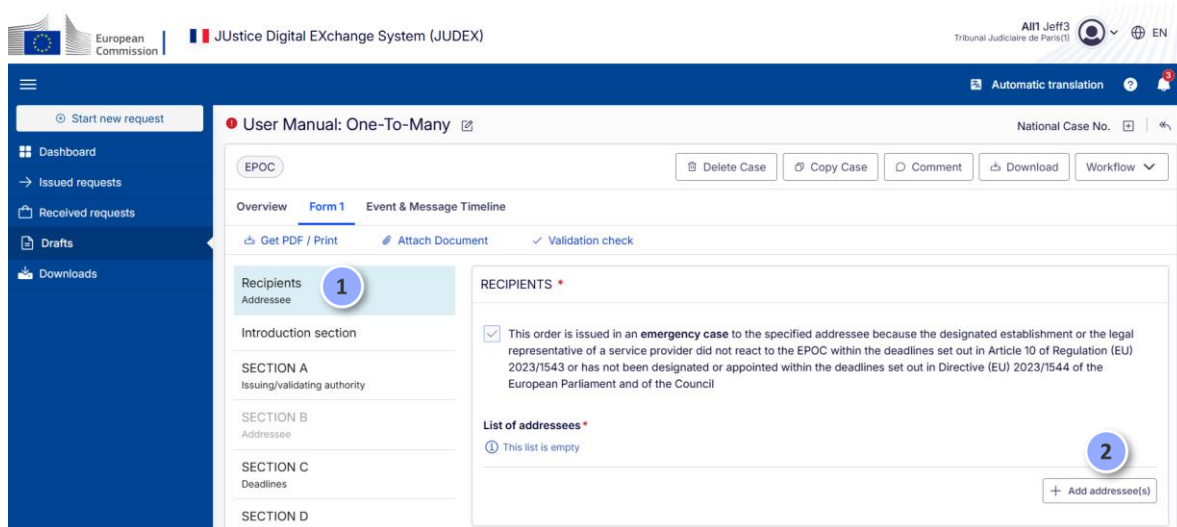 European
Commission
JUstice Digital EXchange System (JUDEX)
All1 Jeff3
Tribunal Judiciaire de Paris(1)
EN
Automatic translation
?
3
Start new request
User Manual: One-To-Many
National Case No.
Dashboard
EPOC
Delete Case
Copy Case
Comment
Download
Workflow
Issued requests
Received requests
Overview
Form 1
Event & Message Timeline
Drafts
Get PDF / Print
Attach Document
Validation check
Downloads
Recipients
Addressee
1
RECIPIENTS *
Introduction section
This order is issued in an emergency case to the specified addressee because the designated establishment or the legal
representative of a service provider did not react to the EPOC within the deadlines set out in Article 10 of Regulation (EU)
2023/1543 or has not been designated or appointed within the deadlines set out in Directive (EU) 2023/1544 of the
European Parliament and of the Council
SECTION A
Issuing/validating authority
SECTION B
Addressee
List of addressees *
This list is empty
2
SECTION C
Deadlines
+ Add addressee(s)
SECTION D